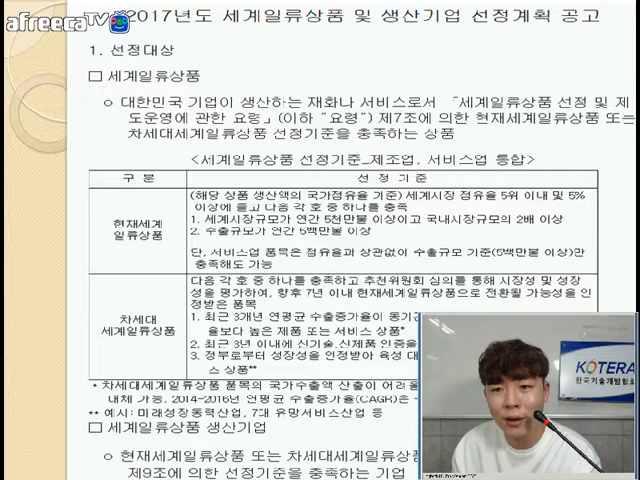 afreecaTV
2017년도 세계일류상품 및 생산기업 선정계획 공고
1. 선정대상
□ 세계일류상품
ㅇ 대한민국 기업이 생산하는 재화나 서비스로서 「세계일류상품 선정 및 제
도운영에 관한 요령」(이하 "요령") 제7조에 의한 현재세계일류상품 또는
차세대세계일류상품 선정기준을 충족하는 상품
<세계일류상품 선정기준_제조업, 서비스업 통합>
구 분 선 정 기 준
현재세계
일류상품
(해당 상품 생산액의 국가점유율 기준) 세계시장 점유율 5위 이내 및 5%
이상에 들고 다음 각 호 중 하나를 충족
1. 세계시장규모가 연간 5천만불 이상이고 국내시장규모의 2배 이상
2. 수출규모가 연간 5백만불 이상
단, 서비스업 품목은 점유율과 상관없이 수출규모 기준(5백만불 이상)만
충족해도 가능
차세대
세계일류상품
다음 각 호 중 하나를 충족하고 추천위원회 심의를 통해 시장성 및 성장
성을 평가하여, 향후 7년 이내 현재세계일류상품으로 전환될 가능성을 인
정받은 품목
1. 최근 3개년 연평균 수출증가율이 동기간
율보다 높은 제품 또는 서비스 상품*
2. 최근 3년 이내에 신기술,신제품 인증을
3. 정부로부터 성장성을 인정받아 육성 대
스 상품**
* 차세대세계일류상품 품목의 국가수출액 산출이 어려울
대체 가능, 2014-2016년 연평균 수출증가율(CAGR)은
** 예시: 미래성장동력산업, 7대 유망서비스산업 등
□ 세계일류상품 생산기업
ㅇ 현재세계일류상품 또는 차세대세계일류상품
제9조에 의한 선정기준을 충족하는 기업
KOTERA
한국기술개발협회